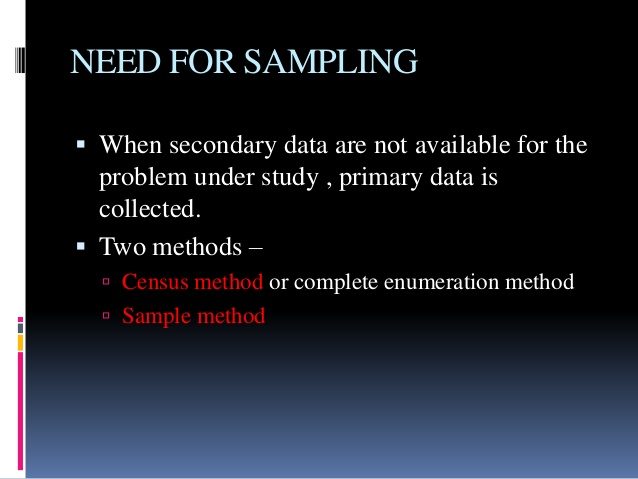 NEED FOR SAMPLING
▪ When secondary data are not available for the
problem under study , primary data is
collected.
▪ Two methods –
▫ Census method or complete enumeration method
▫ Sample method